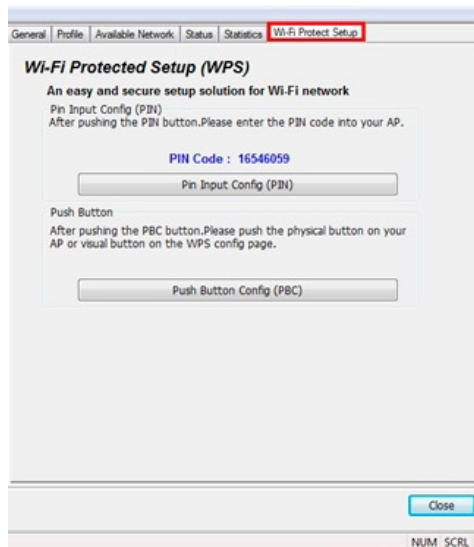 General Profile Available Network Status Statistics Wi-Fi Protect Setup
Wi-Fi Protected Setup (WPS)
An easy and secure setup solution for Wi-Fi network
Pin Input Config (PIN)
After pushing the PIN button.Please enter the PIN code into your AP.
PIN Code : 16546059
Pin Input Config (PIN)
Push Button
After pushing the PBC button.Please push the physical button on your
AP or visual button on the WPS config page.
Push Button Config (PBC)
Close
NUM SCRL